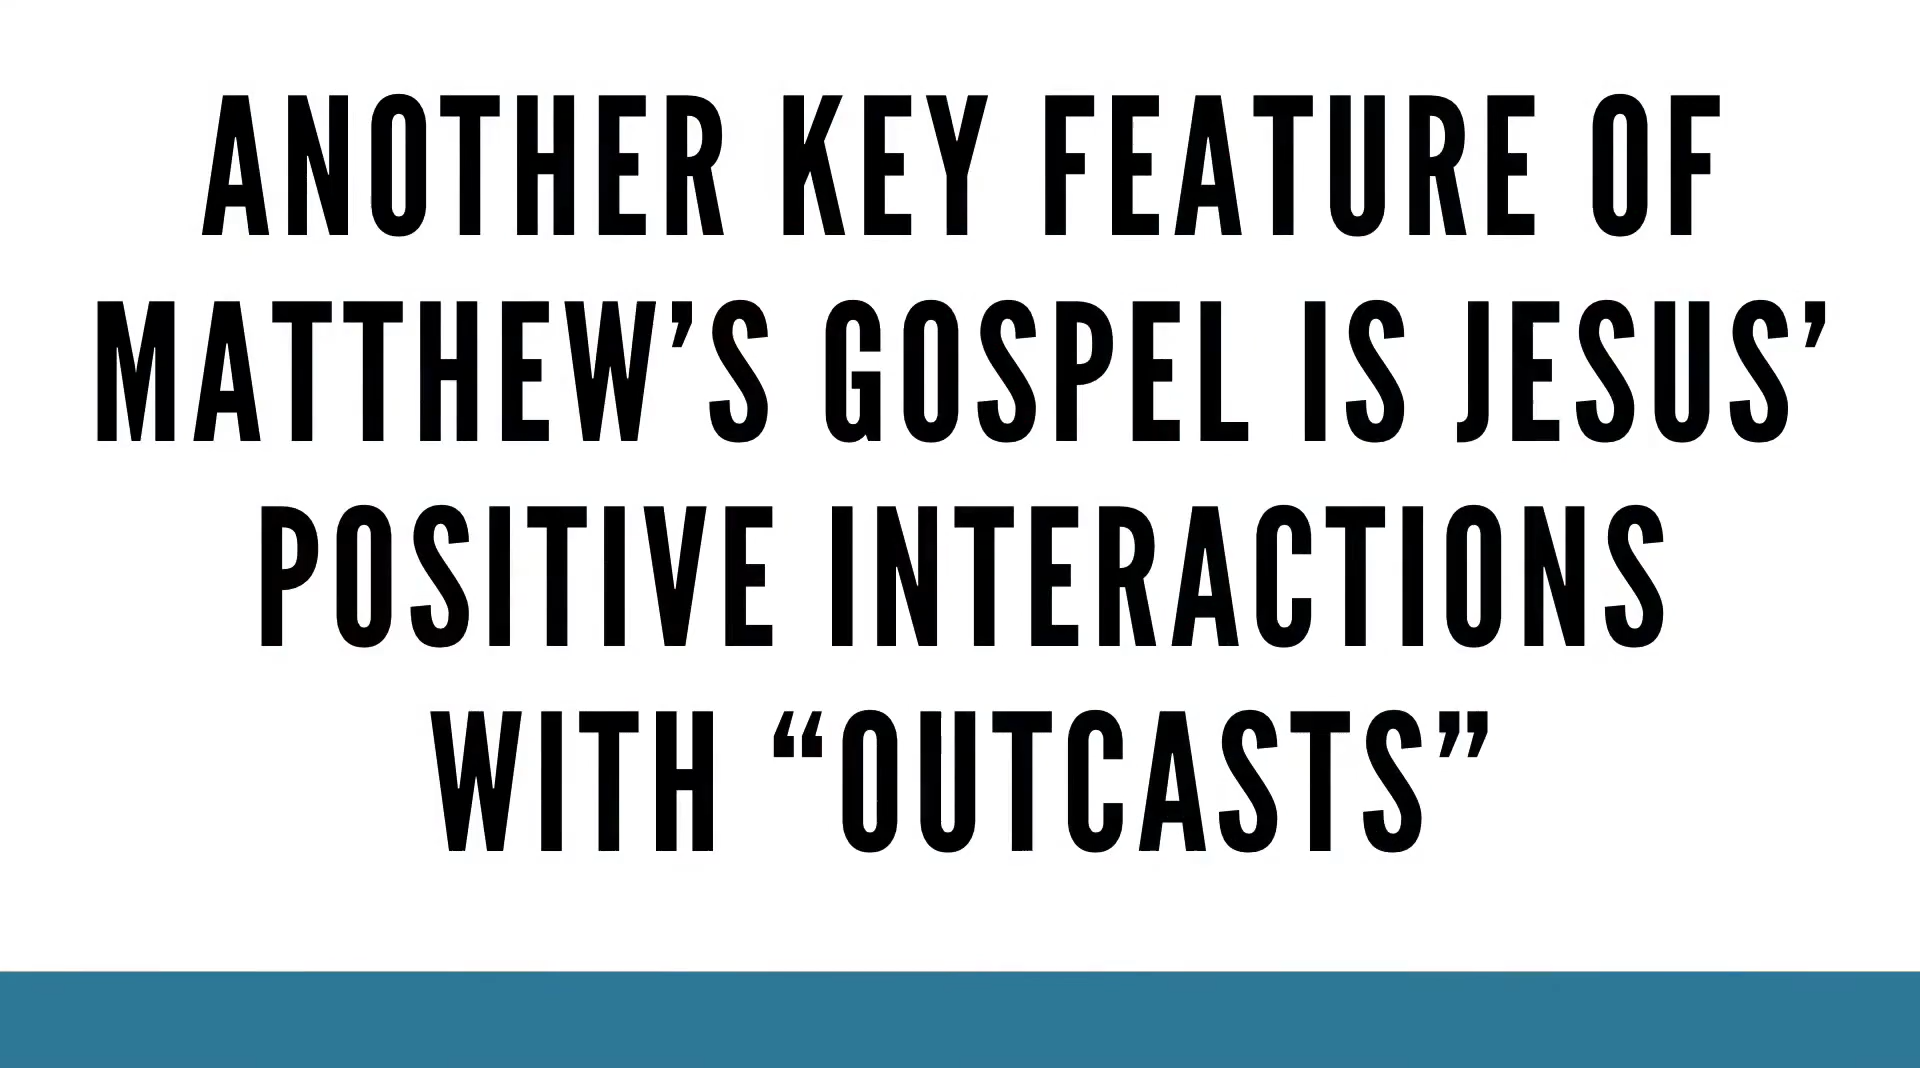 ANOTHER KEY FEATURE OF
MATTHEW’S GOSPEL IS JESUS’
POSITIVE INTERACTIONS
WITH “OUTCASTS”